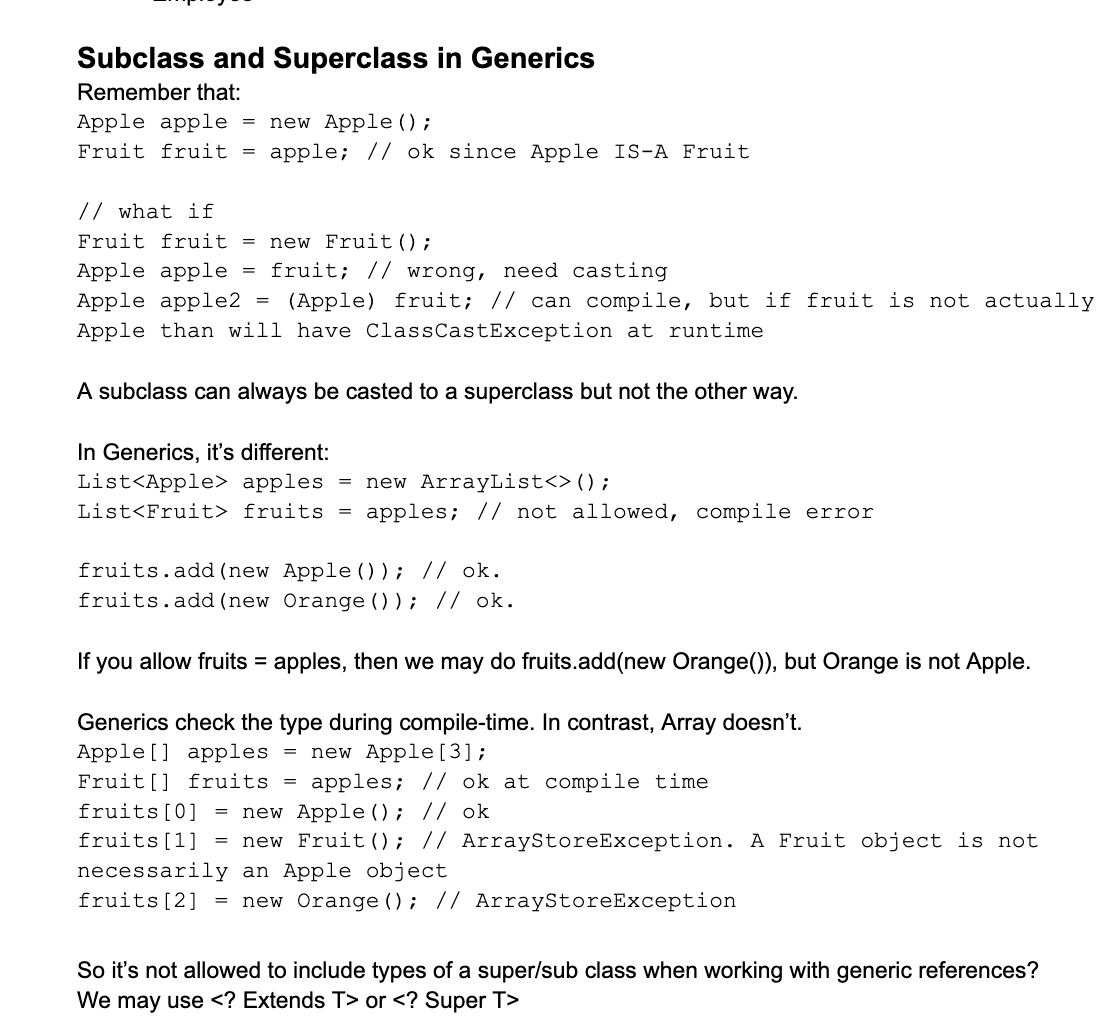 Subclass and Superclass in Generics
Remember that:
Apple apple = new Apple();
Fruit fruit = apple; // ok since Apple IS-A Fruit
// what if
Fruit fruit = new Fruit();
Apple apple = fruit; // wrong, need casting
Apple apple2 = (Apple) fruit; // can compile, but if fruit is not actually
Apple than will have ClassCastException at runtime
A subclass can always be casted to a superclass but not the other way.
In Generics, it’s different:
List<Apple> apples = new ArrayList<>();
List<Fruit> fruits = apples; // not allowed, compile error
fruits.add(new Apple()); // ok.
fruits.add(new Orange()); // ok.
If you allow fruits = apples, then we may do fruits.add(new Orange()), but Orange is not Apple.
Generics check the type during compile-time. In contrast, Array doesn’t.
Apple[] apples = new Apple[3];
Fruit[] fruits = apples; // ok at compile time
fruits[0] = new Apple(); // ok
fruits[1] = new Fruit(); // ArrayStoreException. A Fruit object is not
necessarily an Apple object
fruits[2] = new Orange(); // ArrayStoreException
So it’s not allowed to include types of a super/sub class when working with generic references?
We may use <? Extends T> or <? Super T>